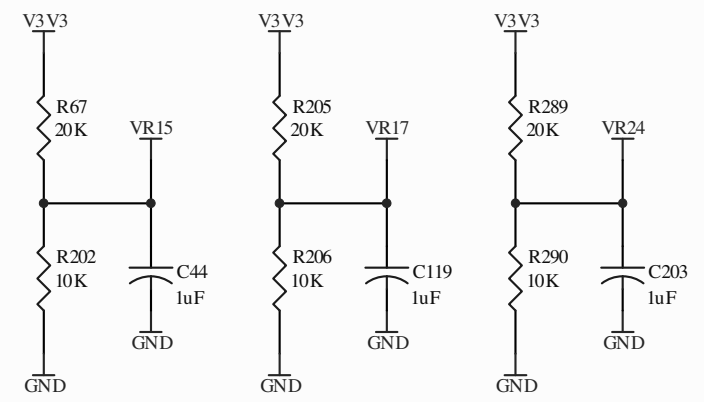 V3V3
V3V3
V3V3
R67
20K
VR15
R205
20K
VR17
R289
20K
VR24
R202
10K
C44
1uF
R206
10K
C119
1uF
R290
10K
C203
1uF
GND
GND
GND
GND
GND
GND